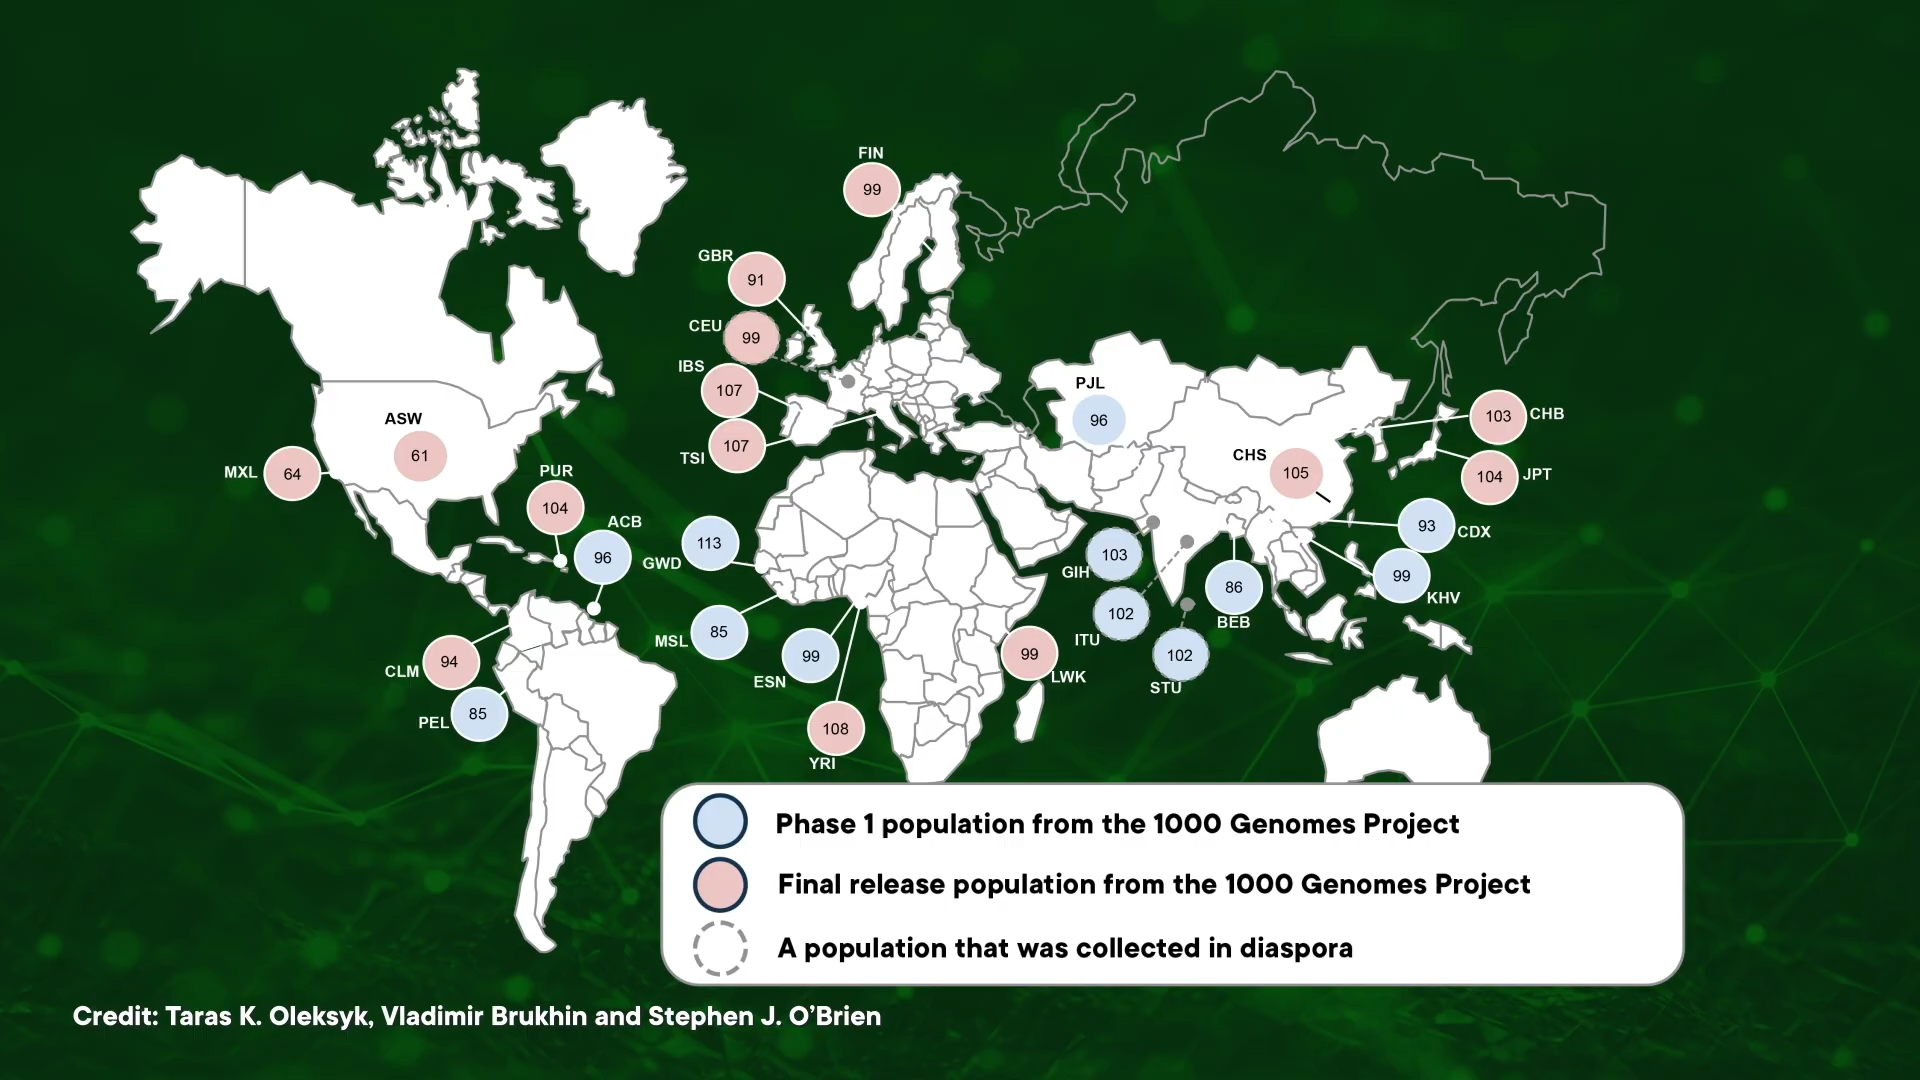 FIN
99
GBR
91
CEU
99
IBS
107
TSI
107
PJL
96
ASW
61
MXL
64
PUR
104
ACB
96
CHS
105
103
CHB
104
JPT
93
CDX
99
KHV
GWD
113
MSL
85
ESN
99
YRI
108
99
LWK
GIH
103
ITU
102
STU
102
86
BEB
CLM
94
PEL
85
Phase 1 population from the 1000 Genomes Project
Final release population from the 1000 Genomes Project
A population that was collected in diaspora
Credit: Taras K. Oleksyk, Vladimir Brukhin and Stephen J. O’Brien